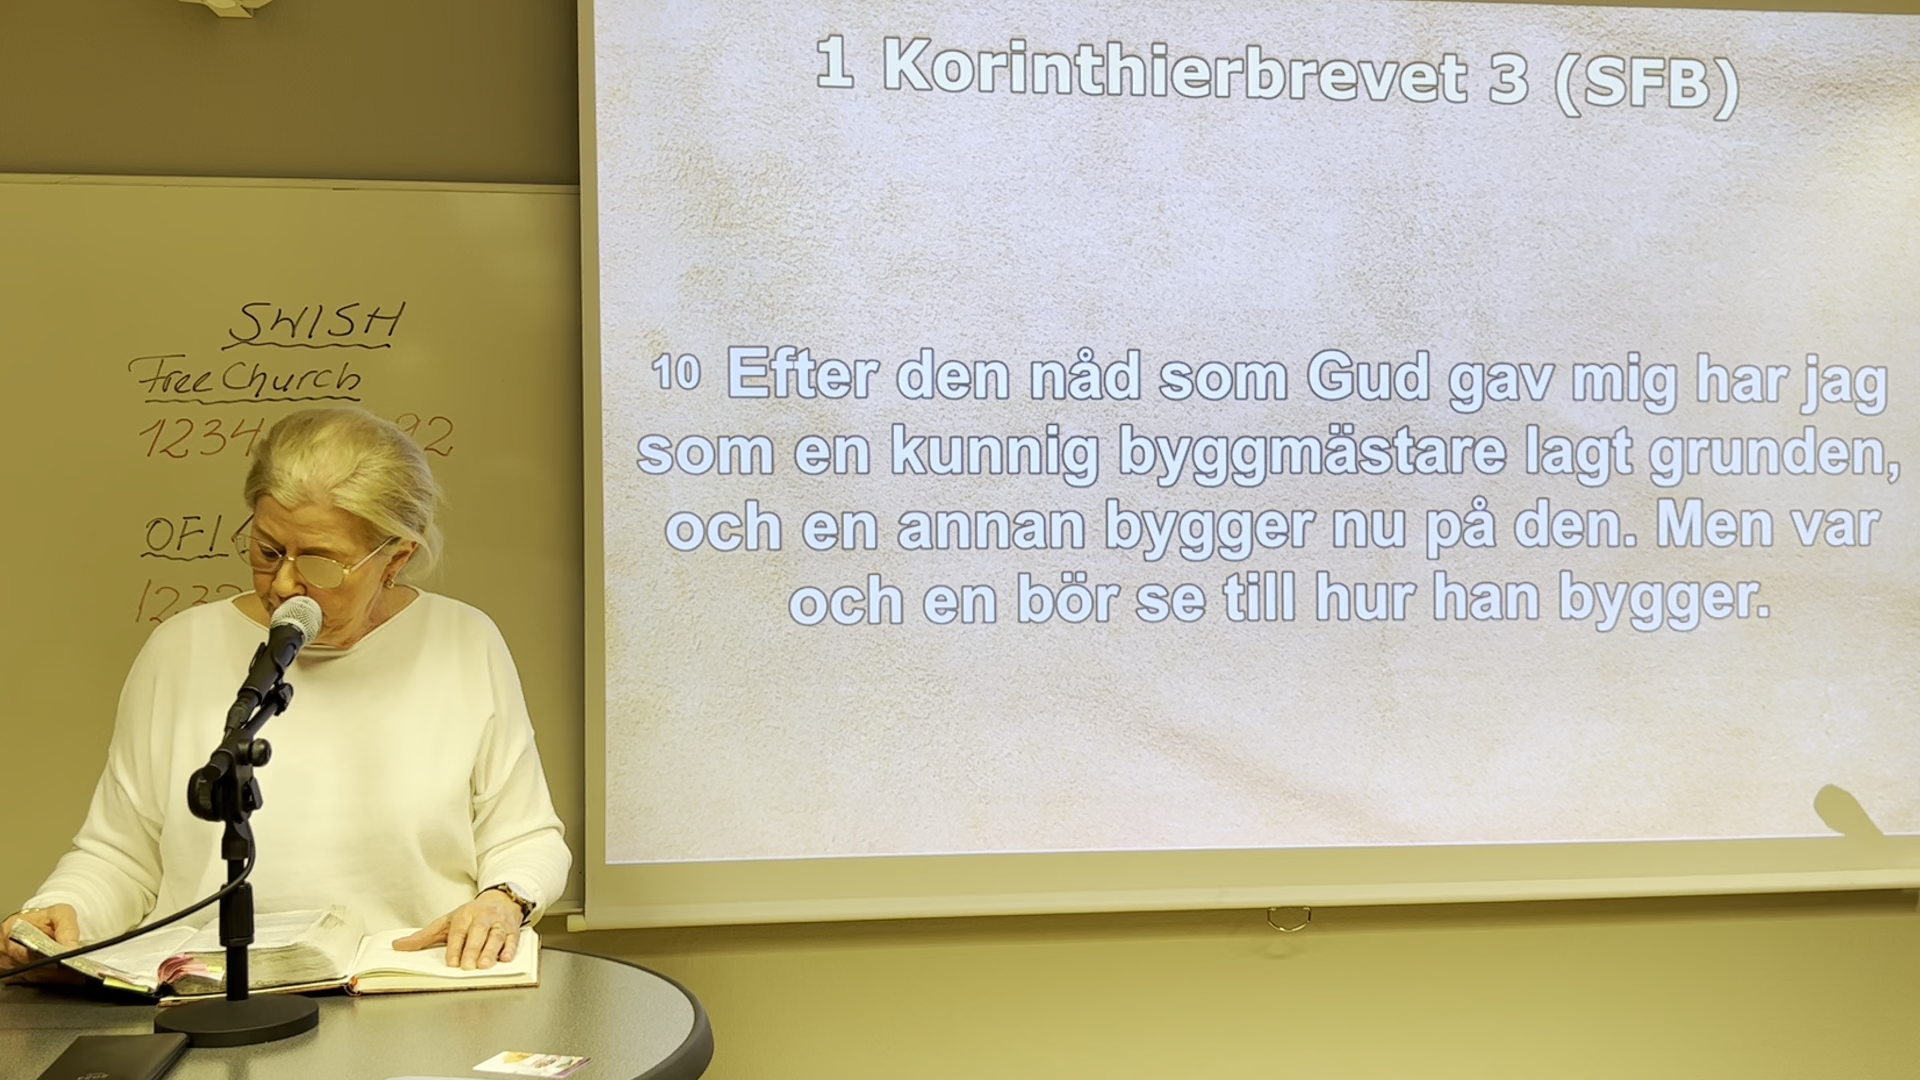 1 Korinthierbrevet 3 (SFB)
10 Efter den nåd som Gud gav mig har jag
som en kunnig byggmästare lagt grunden,
och en annan bygger nu på den. Men var
och en bör se till hur han bygger.
SWISH
Free Church
1234 92